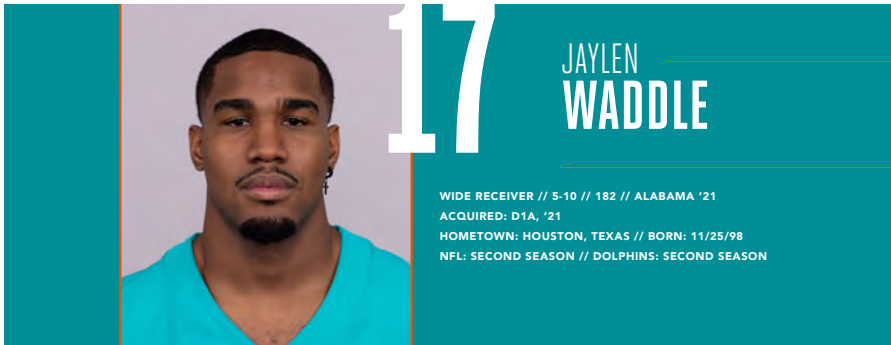 17
JAYLEN
WADDLE
WIDE RECEIVER // 5-10 // 182 // ALABAMA ’21
ACQUIRED: D1A, ’21
HOMETOWN: HOUSTON, TEXAS // BORN: 11/25/98
NFL: SECOND SEASON // DOLPHINS: SECOND SEASON